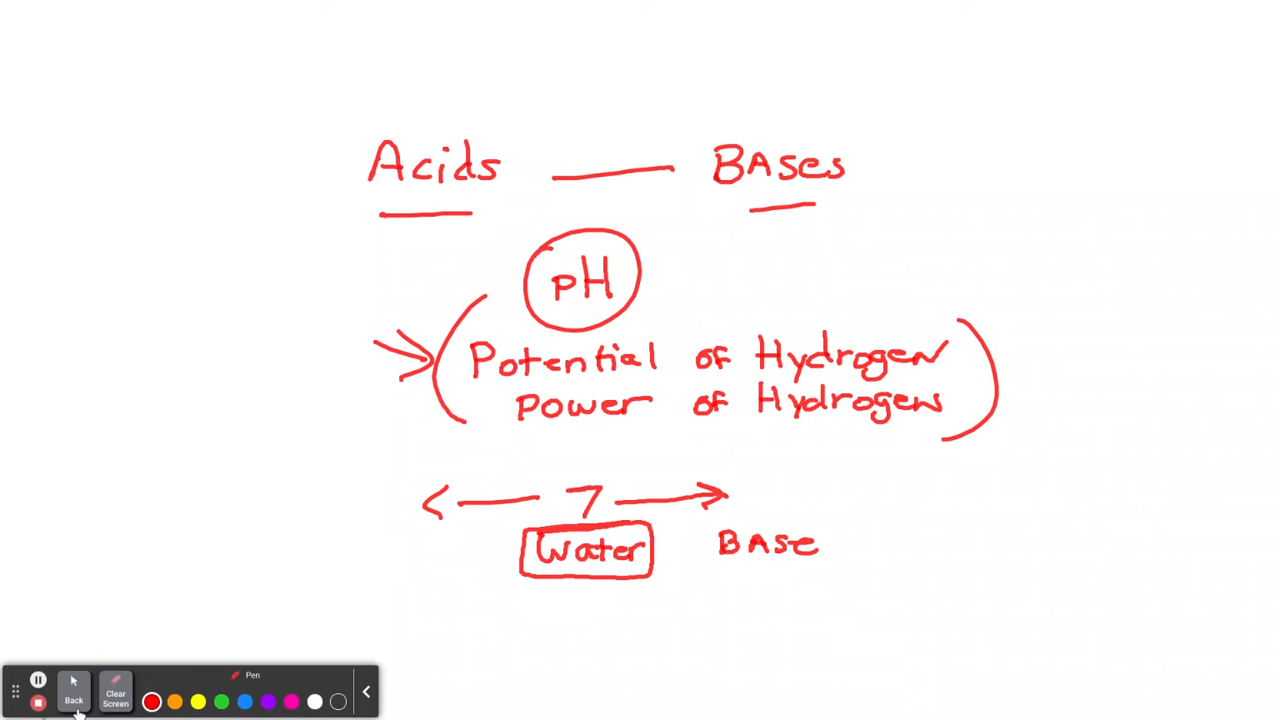 Acids — BAses
pH
Potential of Hydrogen
Power of Hydrogen
7
Water BAse
Pen
Back
Clear
Screen